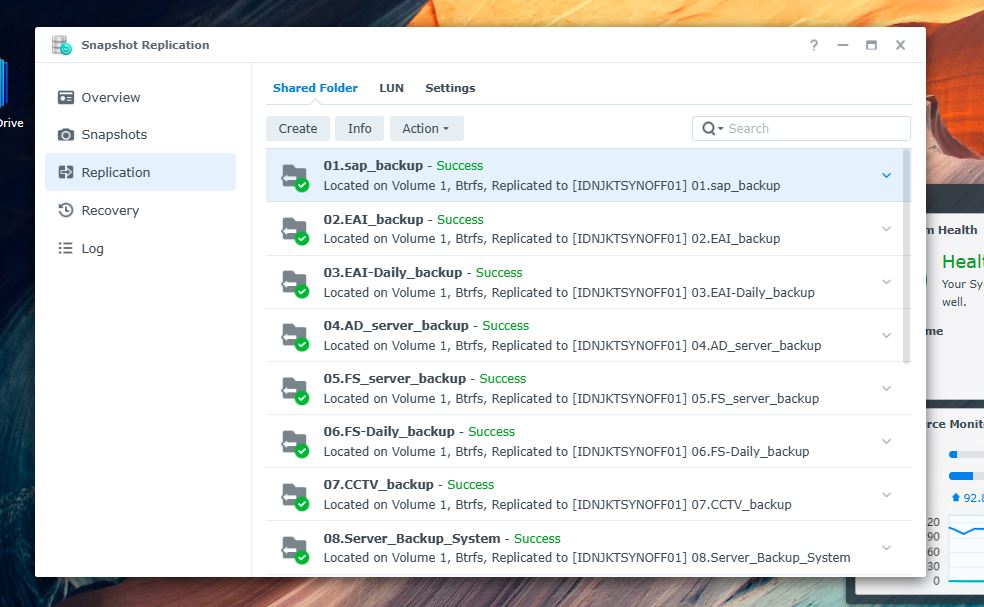 Drive
Snapshot Replication
?
Overview
Snapshots
Replication
Recovery
Log
Shared Folder LUN Settings
Create Info Action Search
01.sap_backup - Success
Located on Volume 1, Btrfs, Replicated to [IDNJKTSYNOFF01] 01.sap_backup
02.EAI_backup - Success
Located on Volume 1, Btrfs, Replicated to [IDNJKTSYNOFF01] 02.EAI_backup
03.EAI-Daily_backup - Success
Located on Volume 1, Btrfs, Replicated to [IDNJKTSYNOFF01] 03.EAI-Daily_backup
04.AD_server_backup - Success
Located on Volume 1, Btrfs, Replicated to [IDNJKTSYNOFF01] 04.AD_server_backup
05.FS_server_backup - Success
Located on Volume 1, Btrfs, Replicated to [IDNJKTSYNOFF01] 05.FS_server_backup
06.FS-Daily_backup - Success
Located on Volume 1, Btrfs, Replicated to [IDNJKTSYNOFF01] 06.FS-Daily_backup
07.CCTV_backup - Success
Located on Volume 1, Btrfs, Replicated to [IDNJKTSYNOFF01] 07.CCTV_backup
08.Server_Backup_System - Success
Located on Volume 1, Btrfs, Replicated to [IDNJKTSYNOFF01] 08.Server_Backup_System
m Health
Healt
Your Sy
well.
me
rce Monit
92.8
20
90
60
30
0